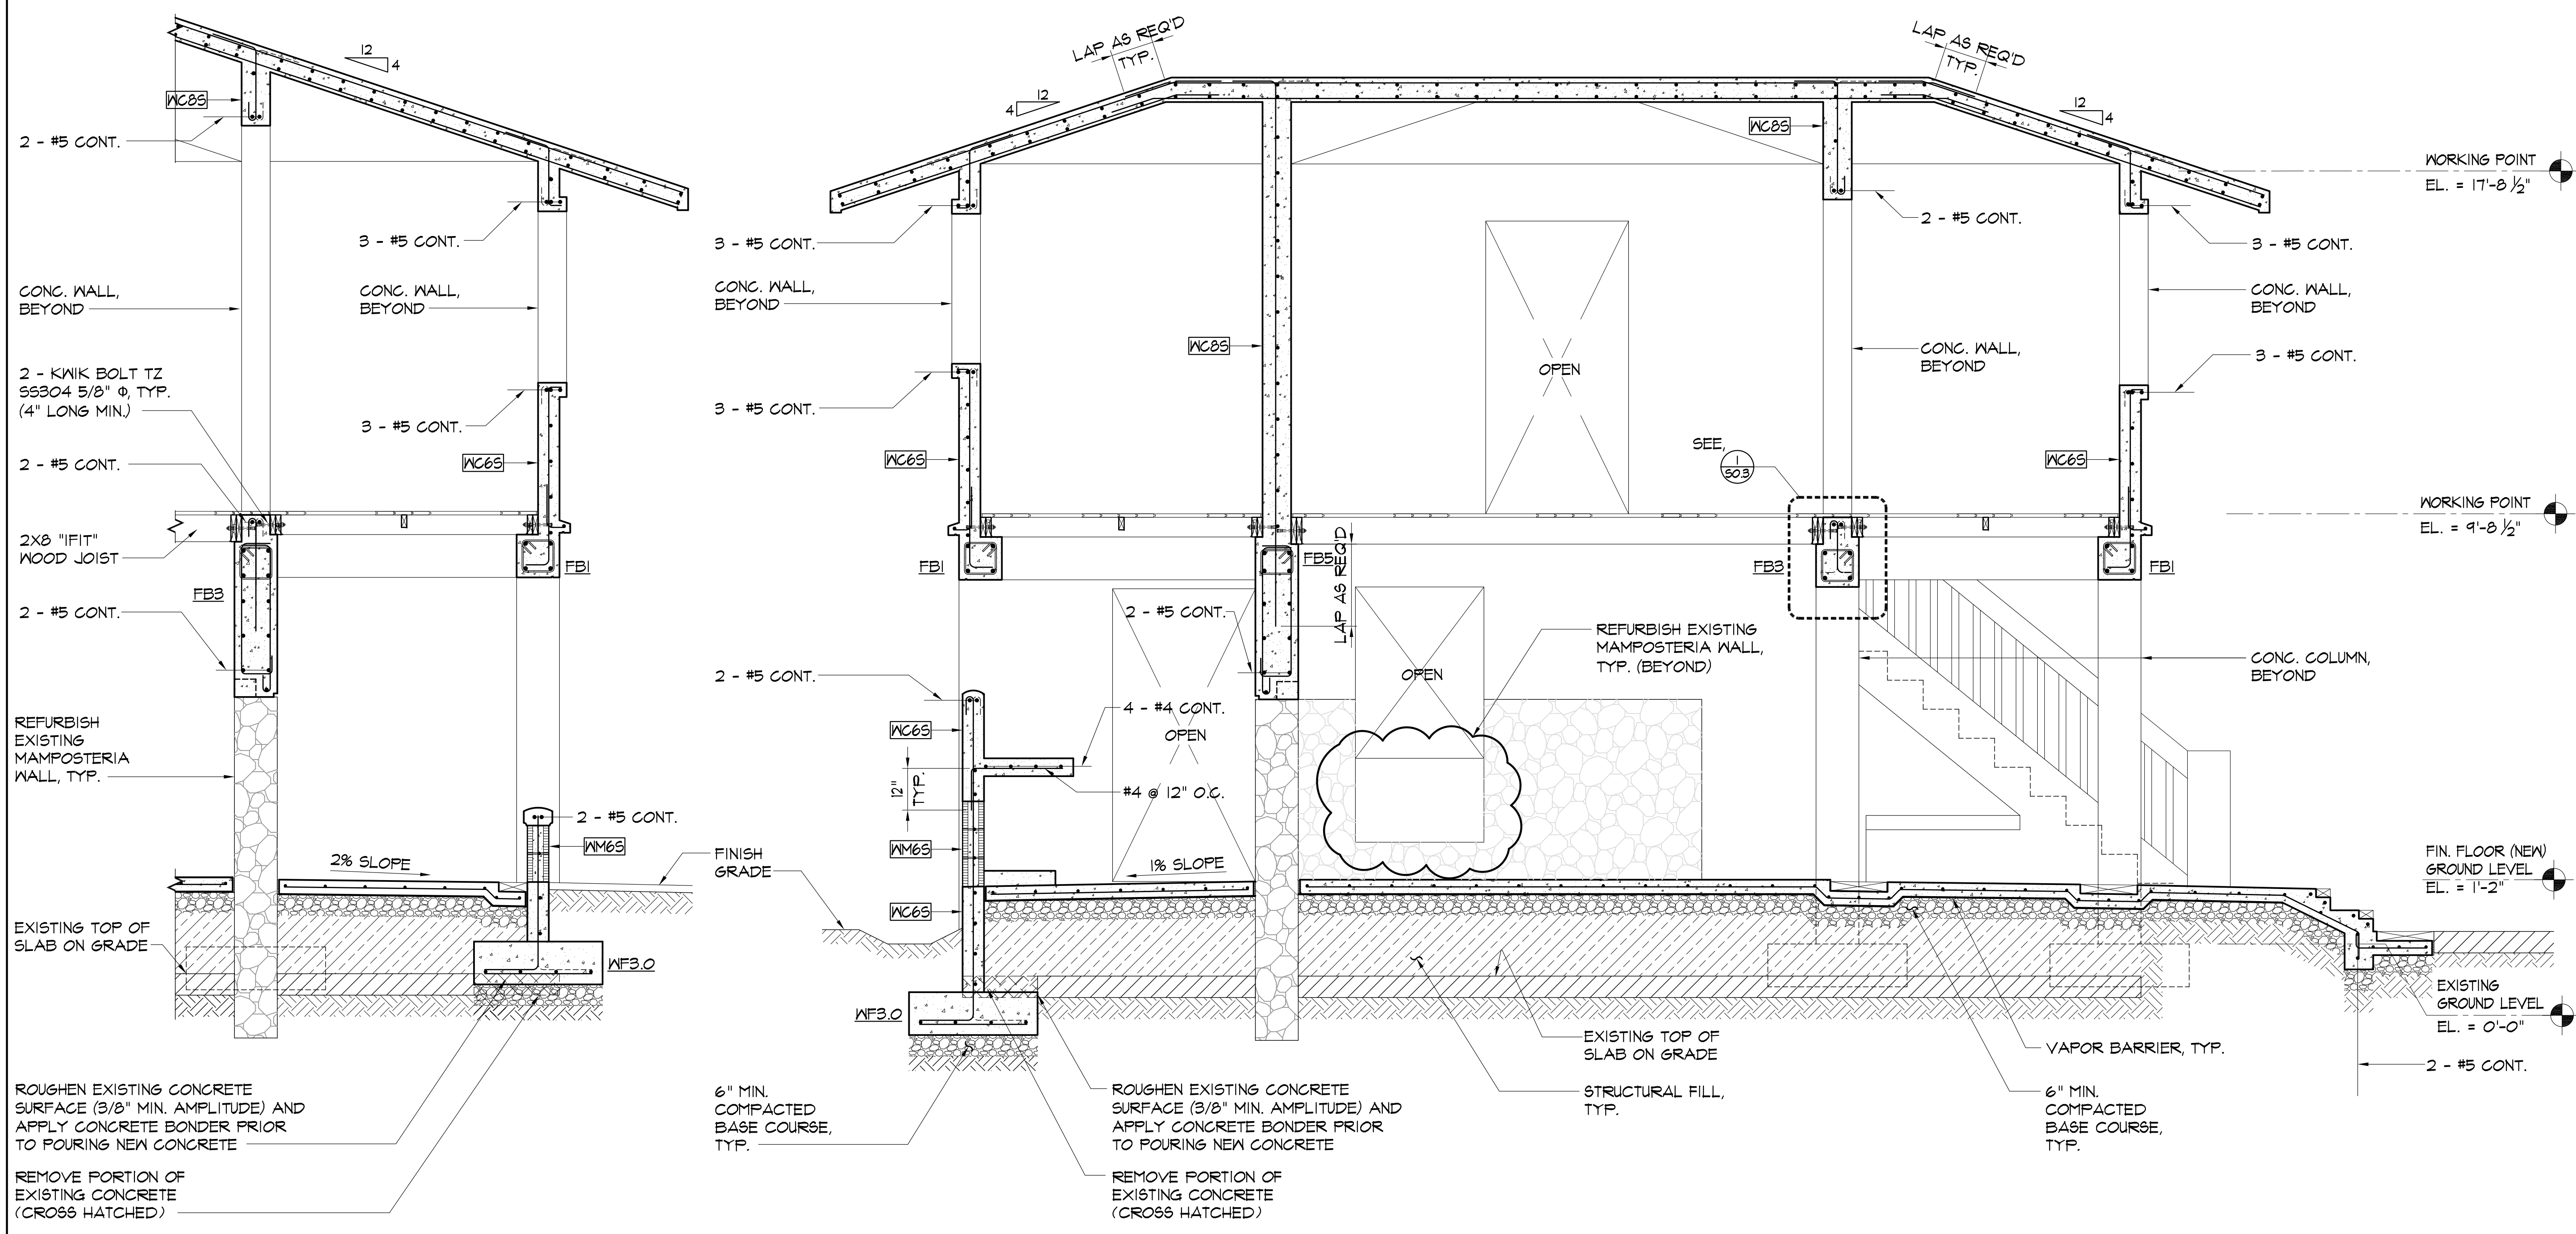 12
4
WC8S
2 - #5 CONT.
3 - #5 CONT.
CONC. WALL,
BEYOND
CONC. WALL,
BEYOND
2 - KWIK BOLT TZ
SS304 5/8" Φ, TYP.
(4" LONG MIN.)
3 - #5 CONT.
2 - #5 CONT.
WC6S
2X8 "IFIT"
WOOD JOIST
FB1
FB3
2 - #5 CONT.
REFURBISH
EXISTING
MAMPOSTERIA
WALL, TYP.
2 - #5 CONT.
WM6S
2% SLOPE
FINISH
GRADE
EXISTING TOP OF
SLAB ON GRADE
WF3.0
ROUGHEN EXISTING CONCRETE
SURFACE (3/8" MIN. AMPLITUDE) AND
APPLY CONCRETE BONDER PRIOR
TO POURING NEW CONCRETE
REMOVE PORTION OF
EXISTING CONCRETE
(CROSS HATCHED)
LAP AS REQ'D
TYP.
LAP AS REQ'D
TYP.
12
4
12
4
WC8S
WORKING POINT
EL. = 17'-8 1/2"
3 - #5 CONT.
2 - #5 CONT.
3 - #5 CONT.
CONC. WALL,
BEYOND
CONC. WALL,
BEYOND
WC8S
CONC. WALL,
BEYOND
OPEN
3 - #5 CONT.
3 - #5 CONT.
SEE,
1
S0.3
WC6S
WC6S
WORKING POINT
EL. = 9'-8 1/2"
FB1
FB5
LAP AS REQ'D
FB3
FB1
2 - #5 CONT.
REFURBISH EXISTING
MAMPOSTERIA WALL,
TYP. (BEYOND)
CONC. COLUMN,
BEYOND
2 - #5 CONT.
OPEN
4 - #4 CONT.
WC6S
OPEN
12"
TYP.
#4 @ 12" O.C.
WM6S
1% SLOPE
FIN. FLOOR (NEW)
GROUND LEVEL
EL. = 1'-2"
WC6S
WF3.0
EXISTING
GROUND LEVEL
EL. = 0'-0"
EXISTING TOP OF
SLAB ON GRADE
VAPOR BARRIER, TYP.
2 - #5 CONT.
6" MIN.
COMPACTED
BASE COURSE,
TYP.
ROUGHEN EXISTING CONCRETE
SURFACE (3/8" MIN. AMPLITUDE) AND
APPLY CONCRETE BONDER PRIOR
TO POURING NEW CONCRETE
STRUCTURAL FILL,
TYP.
6" MIN.
COMPACTED
BASE COURSE,
TYP.
REMOVE PORTION OF
EXISTING CONCRETE
(CROSS HATCHED)